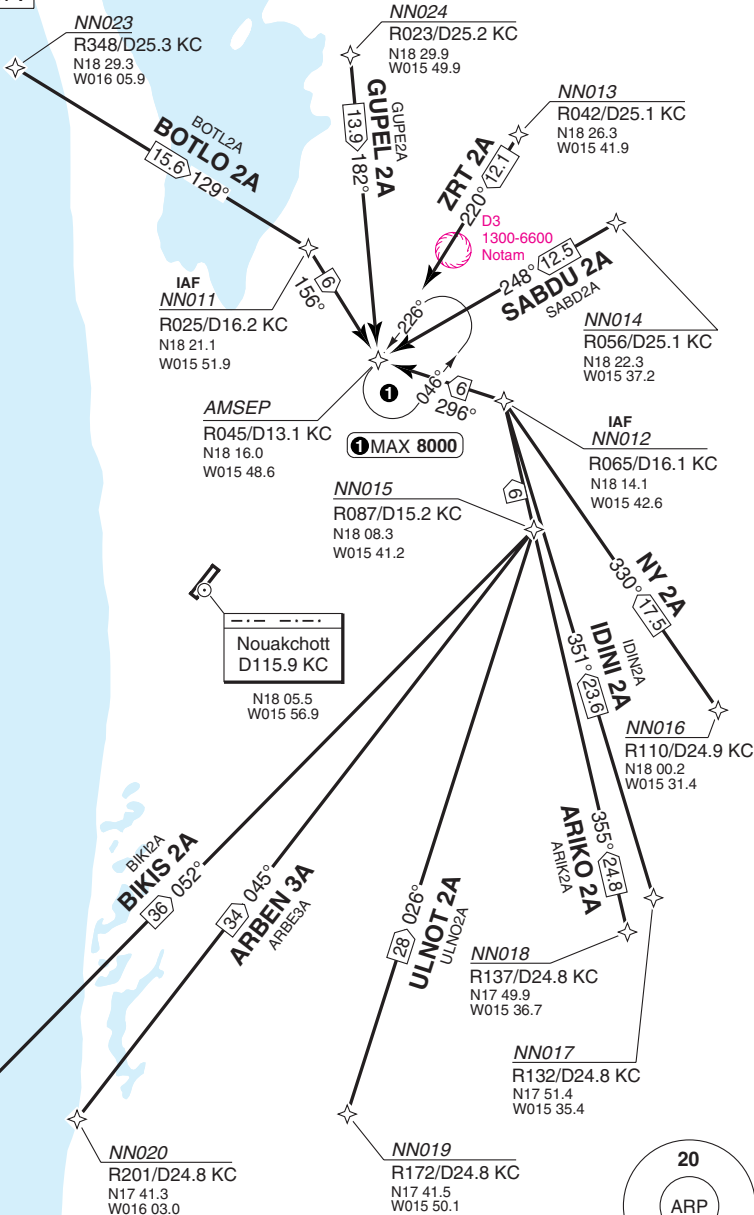 NN023
R348/D25.3 KC
N18 29.3
W016 05.9
NN024
R023/D25.2 KC
N18 29.9
W015 49.9
NN013
R042/D25.1 KC
N18 26.3
W015 41.9
BOTL2A
BOTLO 2A
15.6 129°
GUPE2A
GUPEL 2A
13.9 182°
ZRT 2A
220° 12.1
D3
1300-6600
Notam
248° 12.5
SABDU 2A
SABD2A
NN014
R056/D25.1 KC
N18 22.3
W015 37.2
IAF
NN011
R025/D16.2 KC
N18 21.1
W015 51.9
6
156°
226°
046°
1
6
296°
AMSEP
R045/D13.1 KC
N18 16.0
W015 48.6
1 MAX 8000
IAF
NN012
R065/D16.1 KC
N18 14.1
W015 42.6
NN015
R087/D15.2 KC
N18 08.3
W015 41.2
6
NY 2A
330° 17.5
Nouakchott
D115.9 KC
N18 05.5
W015 56.9
IDIN2A
IDINI 2A
351° 23.6
NN016
R110/D24.9 KC
N18 00.2
W015 31.4
BIKI2A
BIKIS 2A
36 052°
34 045°
ARBEN 3A
ARBE3A
28 026°
ULNOT 2A
ULNO2A
355° 24.8
ARIKO 2A
ARIK2A
NN018
R137/D24.8 KC
N17 49.9
W015 36.7
NN017
R132/D24.8 KC
N17 51.4
W015 35.4
NN020
R201/D24.8 KC
N17 41.3
W016 03.0
NN019
R172/D24.8 KC
N17 41.5
W015 50.1
20
ARP